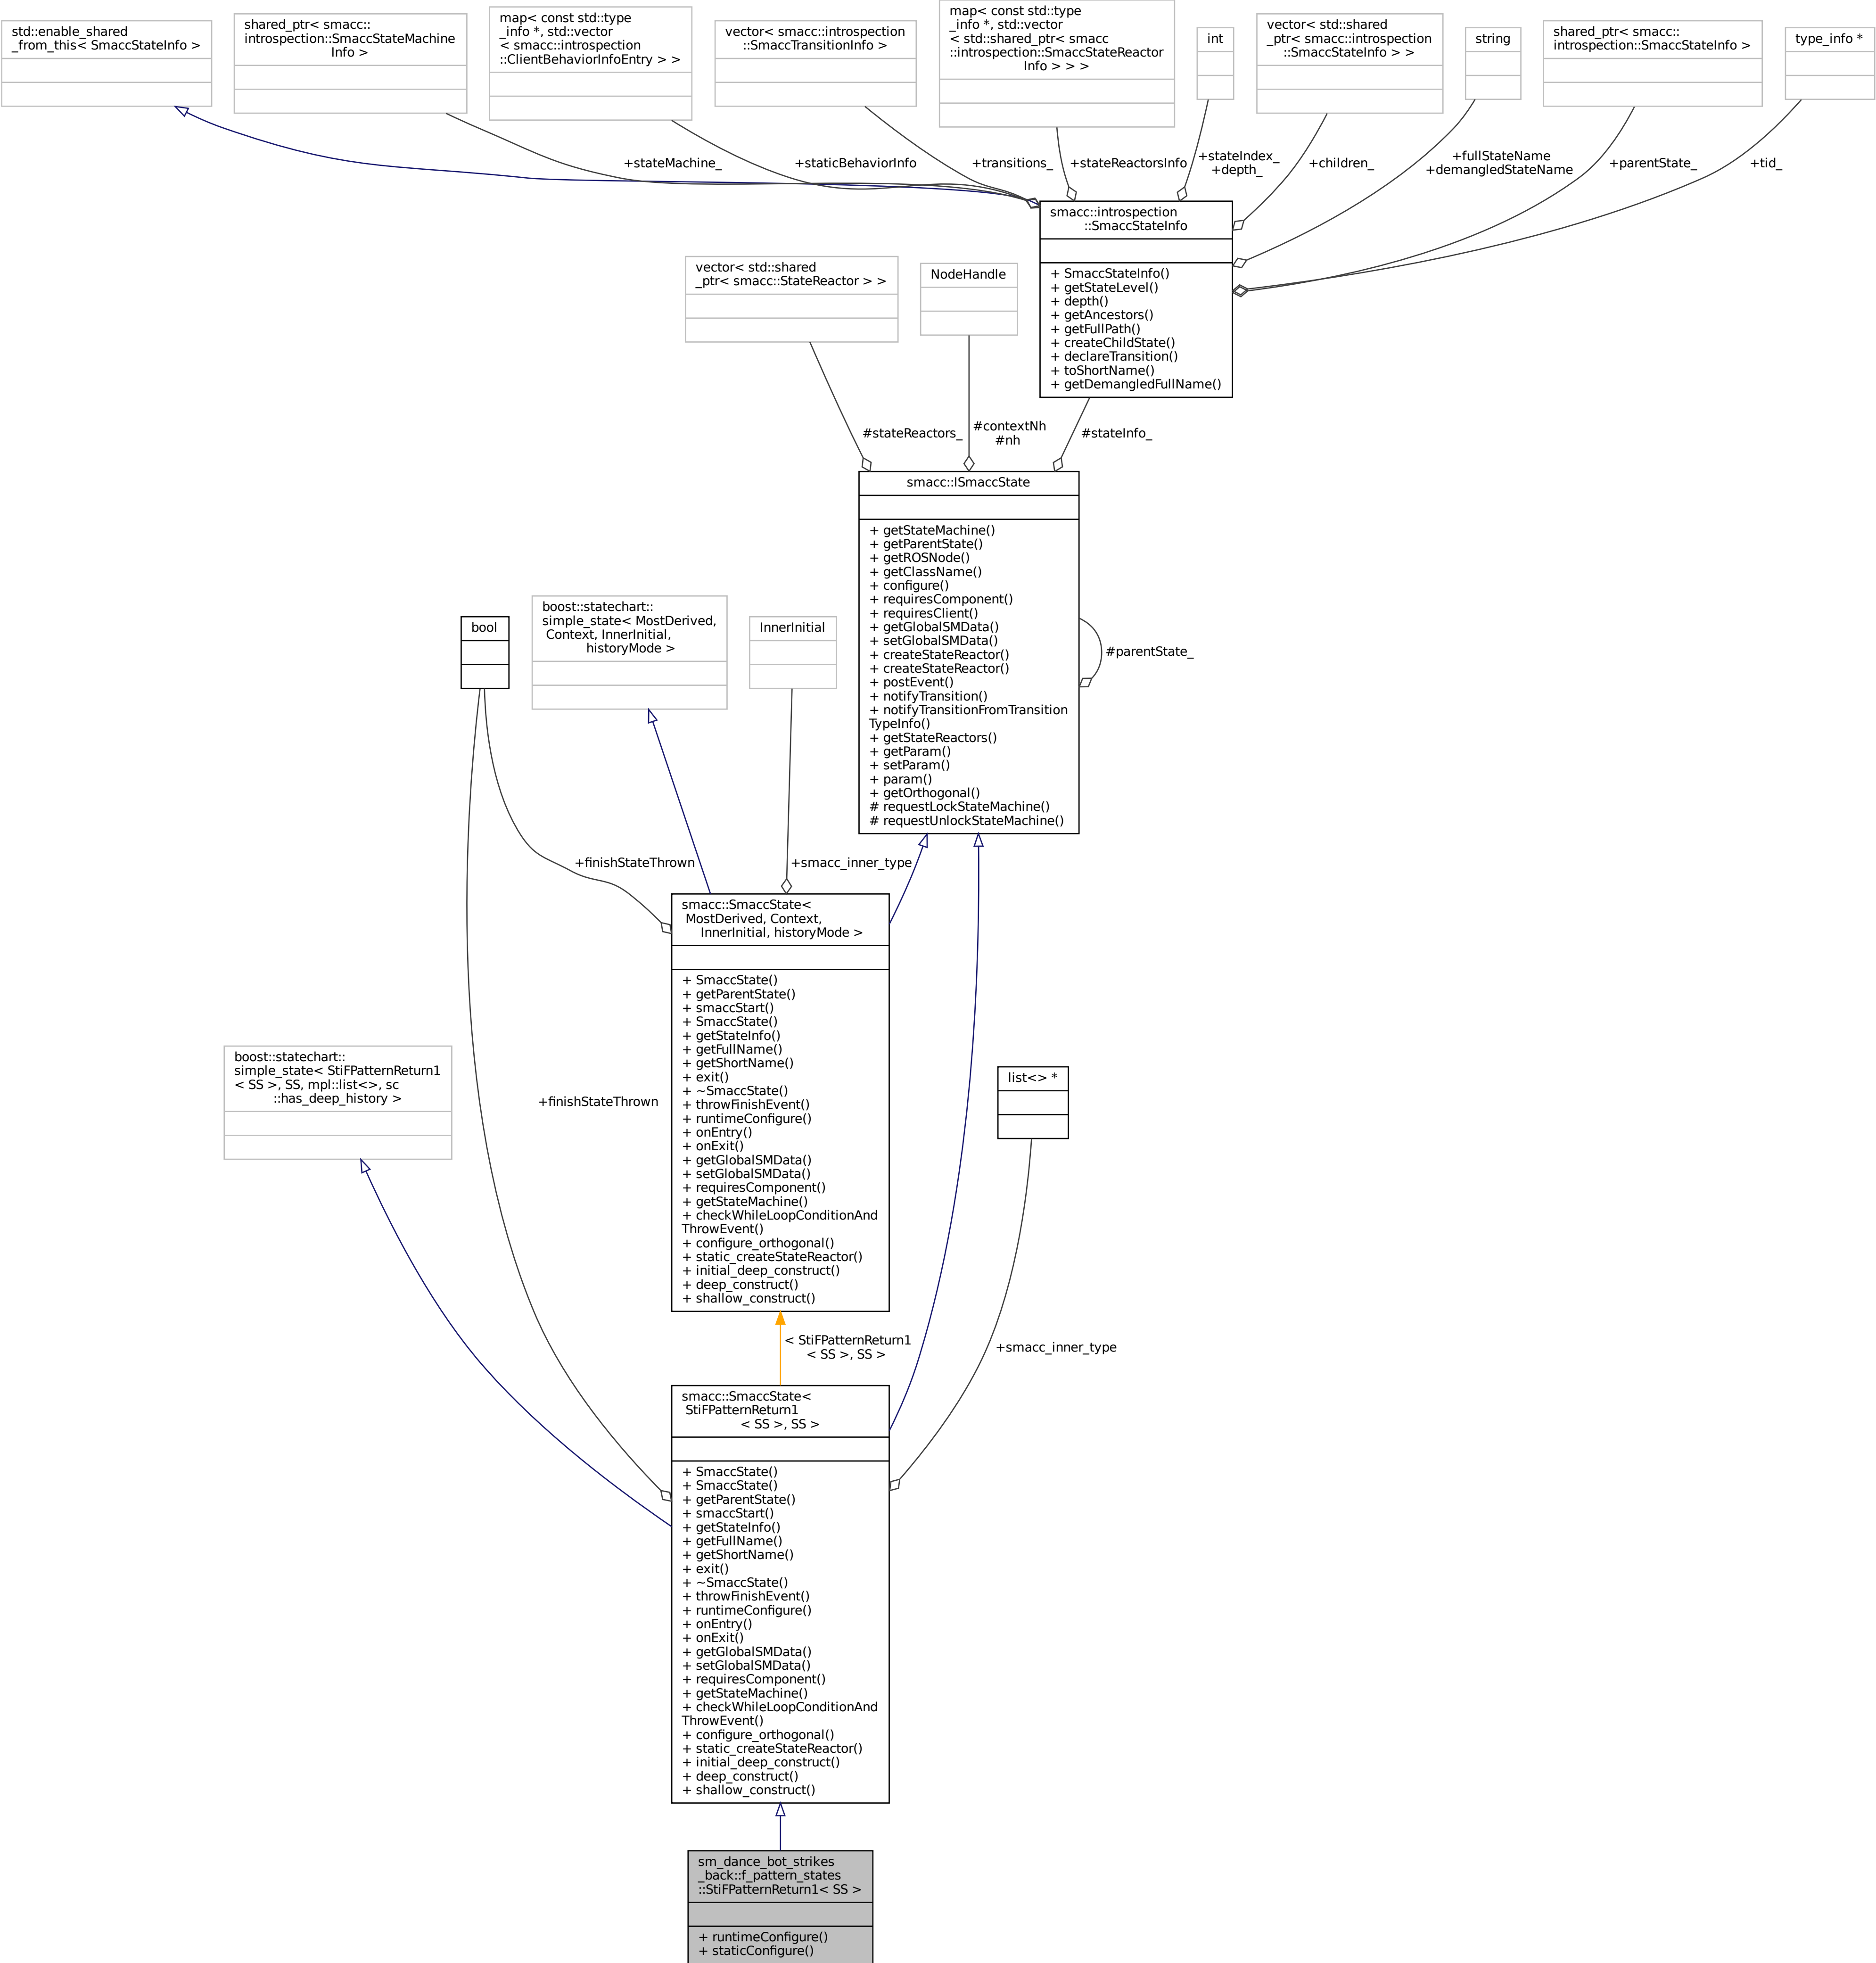 std::enable_shared
_from_this< SmaccStateInfo >
shared_ptr< smacc::
introspection::SmaccStateMachine
Info >
map< const std::type
_info *, std::vector
< smacc::introspection
::ClientBehaviorInfoEntry > >
vector< smacc::introspection
::SmaccTransitionInfo >
map< const std::type
_info *, std::vector
< std::shared_ptr< smacc
::introspection::SmaccStateReactor
Info > > >
int
vector< std::shared
_ptr< smacc::introspection
::SmaccStateInfo > >
string
shared_ptr< smacc::
introspection::SmaccStateInfo >
type_info *
+stateMachine_
+staticBehaviorInfo
+transitions_
+stateReactorsInfo
+stateIndex_
+depth_
+children_
+fullStateName
+demangledStateName
+parentState_
+tid_
smacc::introspection
::SmaccStateInfo
+ SmaccStateInfo()
+ getStateLevel()
+ depth()
+ getAncestors()
+ getFullPath()
+ createChildState()
+ declareTransition()
+ toShortName()
+ getDemangledFullName()
vector< std::shared
_ptr< smacc::StateReactor > >
NodeHandle
#stateReactors_
#contextNh
#nh
#stateInfo_
smacc::ISmaccState
+ getStateMachine()
+ getParentState()
+ getROSNode()
+ getClassName()
+ configure()
+ requiresComponent()
+ requiresClient()
+ getGlobalSMData()
+ setGlobalSMData()
+ createStateReactor()
+ createStateReactor()
+ postEvent()
+ notifyTransition()
+ notifyTransitionFromTransition
TypeInfo()
+ getStateReactors()
+ getParam()
+ setParam()
+ param()
+ getOrthogonal()
# requestLockStateMachine()
# requestUnlockStateMachine()
#parentState_
bool
boost::statechart::
simple_state< MostDerived,
Context, InnerInitial,
historyMode >
InnerInitial
+finishStateThrown
+smacc_inner_type
smacc::SmaccState<
MostDerived, Context,
InnerInitial, historyMode >
+ SmaccState()
+ getParentState()
+ smaccStart()
+ SmaccState()
+ getStateInfo()
+ getFullName()
+ getShortName()
+ exit()
+ ~SmaccState()
+ throwFinishEvent()
+ runtimeConfigure()
+ onEntry()
+ onExit()
+ getGlobalSMData()
+ setGlobalSMData()
+ requiresComponent()
+ getStateMachine()
+ checkWhileLoopConditionAnd
ThrowEvent()
+ configure_orthogonal()
+ static_createStateReactor()
+ initial_deep_construct()
+ deep_construct()
+ shallow_construct()
boost::statechart::
simple_state< StiFPatternReturn1
< SS >, SS, mpl::list<>, sc
::has_deep_history >
+finishStateThrown
list<> *
< StiFPatternReturn1
< SS >, SS >
+smacc_inner_type
smacc::SmaccState<
StiFPatternReturn1
< SS >, SS >
+ SmaccState()
+ SmaccState()
+ getParentState()
+ smaccStart()
+ getStateInfo()
+ getFullName()
+ getShortName()
+ exit()
+ ~SmaccState()
+ throwFinishEvent()
+ runtimeConfigure()
+ onEntry()
+ onExit()
+ getGlobalSMData()
+ setGlobalSMData()
+ requiresComponent()
+ getStateMachine()
+ checkWhileLoopConditionAnd
ThrowEvent()
+ configure_orthogonal()
+ static_createStateReactor()
+ initial_deep_construct()
+ deep_construct()
+ shallow_construct()
sm_dance_bot_strikes
_back::f_pattern_states
::StiFPatternReturn1< SS >
+ runtimeConfigure()
+ staticConfigure()